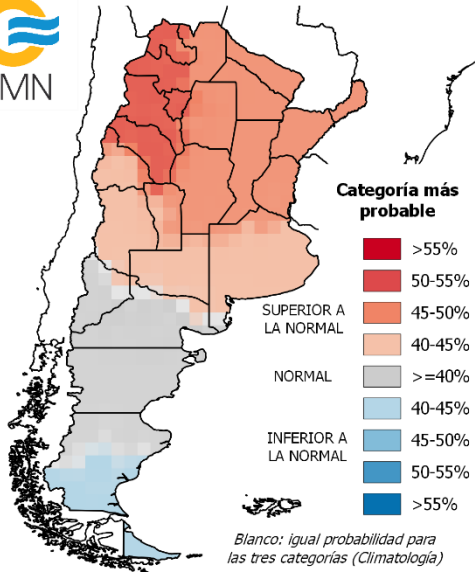 MN
Categoría más
probable
>55%
50-55%
SUPERIOR A
LA NORMAL
45-50%
40-45%
NORMAL
>=40%
40-45%
INFERIOR A
LA NORMAL
45-50%
50-55%
>55%
Blanco: igual probabilidad para
las tres categorías (Climatología)